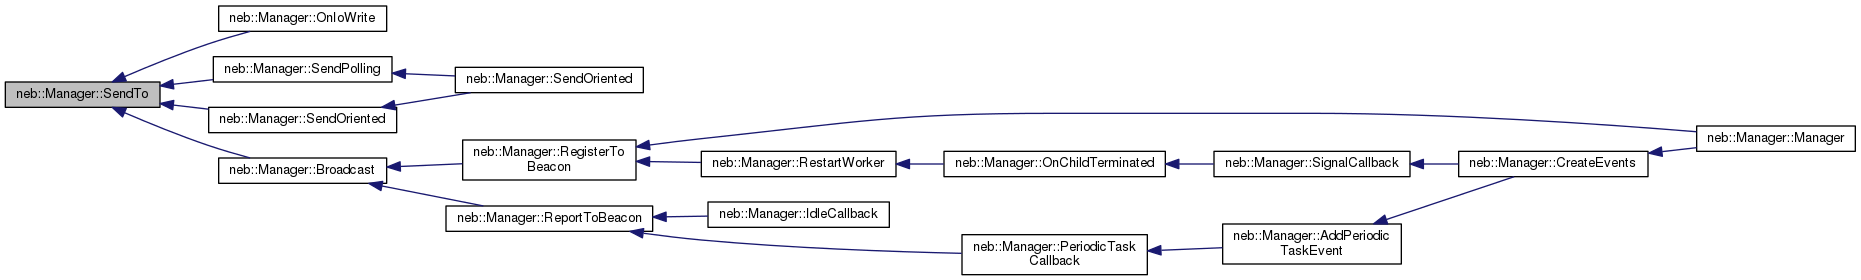 neb::Manager::OnIoWrite
neb::Manager::SendPolling
neb::Manager::SendOriented
neb::Manager::SendTo
neb::Manager::SendOriented
neb::Manager::Manager
neb::Manager::RegisterTo
Beacon
neb::Manager::RestartWorker
neb::Manager::OnChildTerminated
neb::Manager::SignalCallback
neb::Manager::CreateEvents
neb::Manager::Broadcast
neb::Manager::ReportToBeacon
neb::Manager::IdleCallback
neb::Manager::PeriodicTask
Callback
neb::Manager::AddPeriodic
TaskEvent